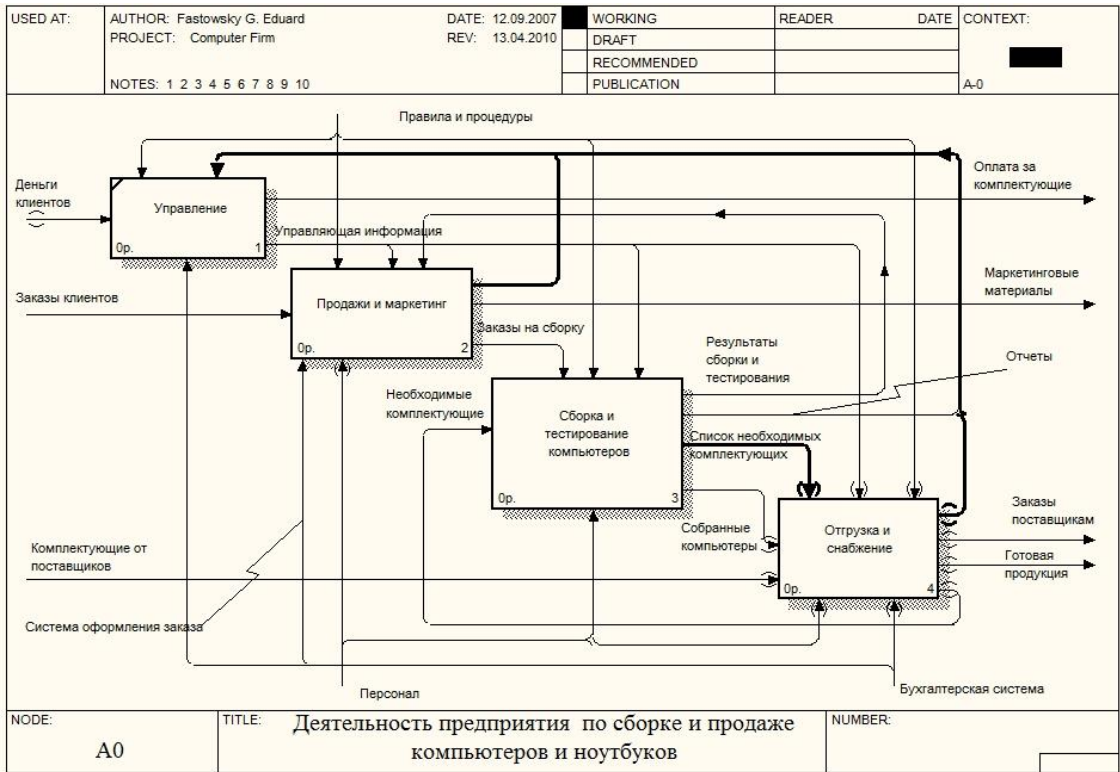 USED AT:
AUTHOR: Fastowsky G. Eduard
DATE: 12.09.2007
PROJECT: Computer Firm
REV: 13.04.2010
NOTES: 1 2 3 4 5 6 7 8 9 10
WORKING
DRAFT
RECOMMENDED
PUBLICATION
READER
DATE
CONTEXT:
A-0
Правила и процедуры
Деньги
клиентов
Управление
0р.
1
Оплата за
комплектующие
Управляющая информация
Заказы клиентов
Продажи и маркетинг
0р.
2
Маркетинговые
материалы
Заказы на сборку
Результаты
сборки и
тестирования
Отчеты
Необходимые
комплектующие
Сборка и
тестирование
компьютеров
0р.
3
Список необходимых
комплектующих
Собранные
компьютеры
Отгрузка и
снабжение
0р.
4
Заказы
поставщикам
Готовая
продукция
Комплектующие от
поставщиков
Система оформления заказа
Персонал
Бухгалтерская система
NODE:
A0
TITLE:
Деятельность предприятия по сборке и продаже
компьютеров и ноутбуков
NUMBER: